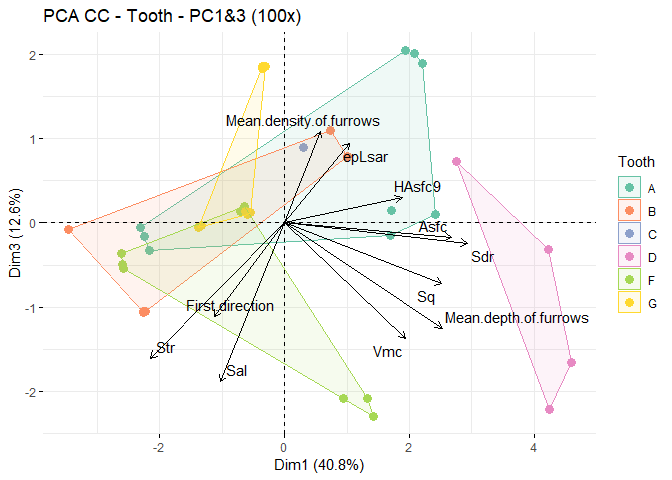 PCA CC - Tooth - PC1&3 (100x)
2
1
0
-1
-2
Dim3 (12.6%)
Mean.density.of.furrows
epLsar
HAsfc9
Asfc
Sdr
Sq
Mean.depth.of.furrows
First.direction
Vmc
Str
Sal
-2
0
2
4
Dim1 (40.8%)
Tooth
A
B
C
D
F
G